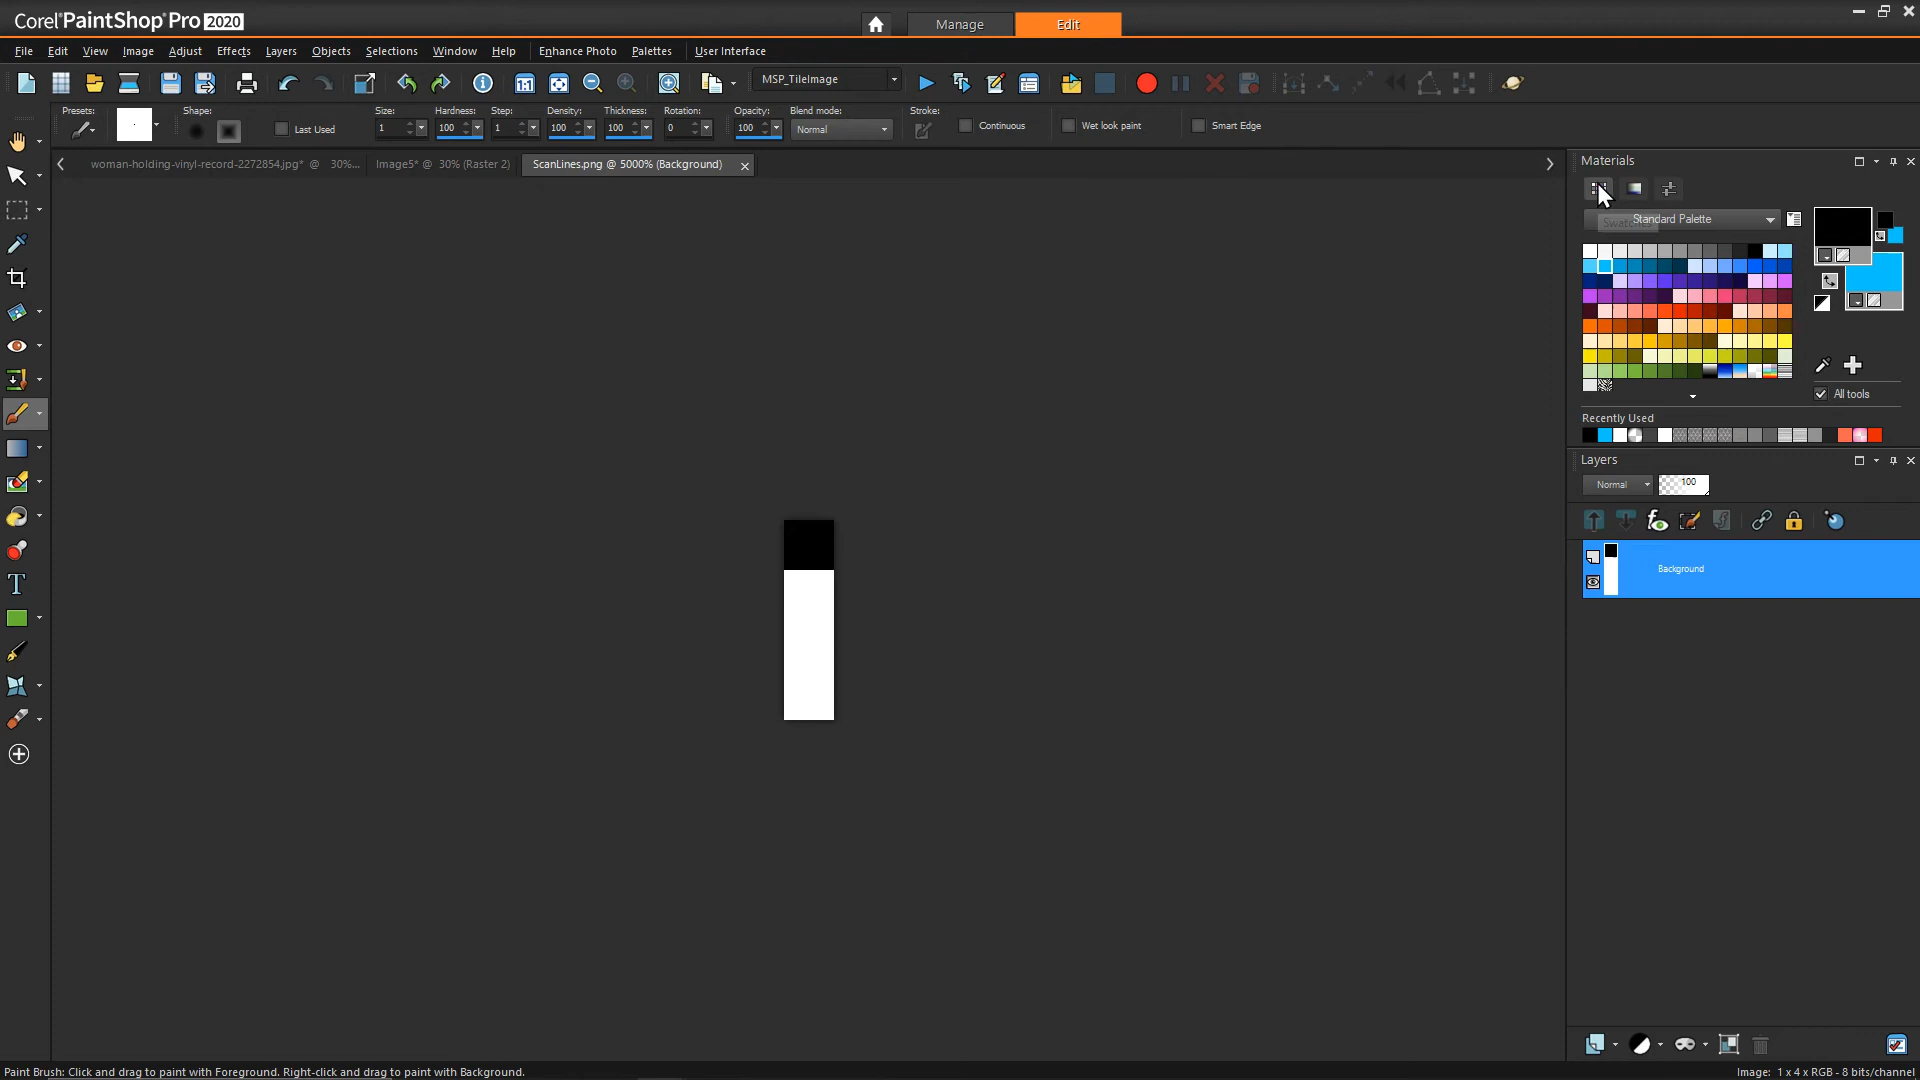 Corel PaintShop Pro 2020
Manage
Edit
File Edit View Image Adjust Effects Layers Objects Selections Window Help Enhance Photo Palettes User Interface
MSP_TileImage
Presets: Shape: Last Used Size: 1 Hardness: 100 Step: 1 Density: 100 Thickness: 100 Rotation: 0 Opacity: 100 Blend mode: Normal Stroke: Continuous Wet look paint Smart Edge
woman-holding-vinyl-record-2272854.jpg* @ 30%...
Image5* @ 30% (Raster 2)
ScanLines.png @ 5000% (Background)
Materials
Standard Palette
Swatches
All tools
Recently Used
Layers
Normal
100
Background
Paint Brush: Click and drag to paint with Foreground. Right-click and drag to paint with Background.
Image: 1 x 4 x RGB - 8 bits/channel